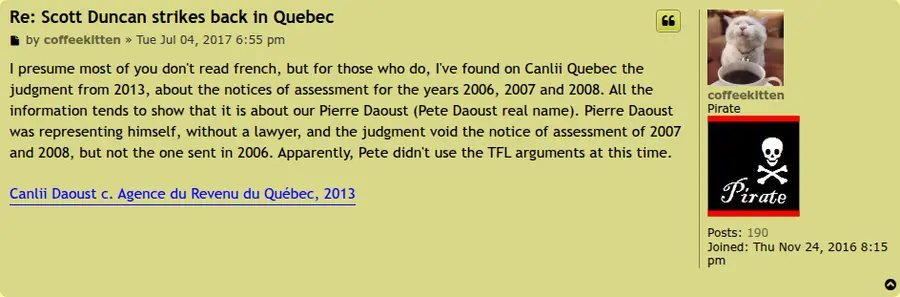 Re: Scott Duncan strikes back in Quebec
by coffeekitten » Tue Jul 04, 2017 6:55 pm
I presume most of you don't read french, but for those who do, I've found on Canlii Quebec the
judgment from 2013, about the notices of assessment for the years 2006, 2007 and 2008. All the
information tends to show that it is about our Pierre Daoust (Pete Daoust real name). Pierre Daoust
was representing himself, without a lawyer, and the judgment void the notice of assessment of 2007
and 2008, but not the one sent in 2006. Apparently, Pete didn't use the TFL arguments at this time.
Canlii Daoust c. Agence du Revenu du Québec, 2013
coffeekitten
Pirate
Pirate
Posts: 190
Joined: Thu Nov 24, 2016 8:15
pm